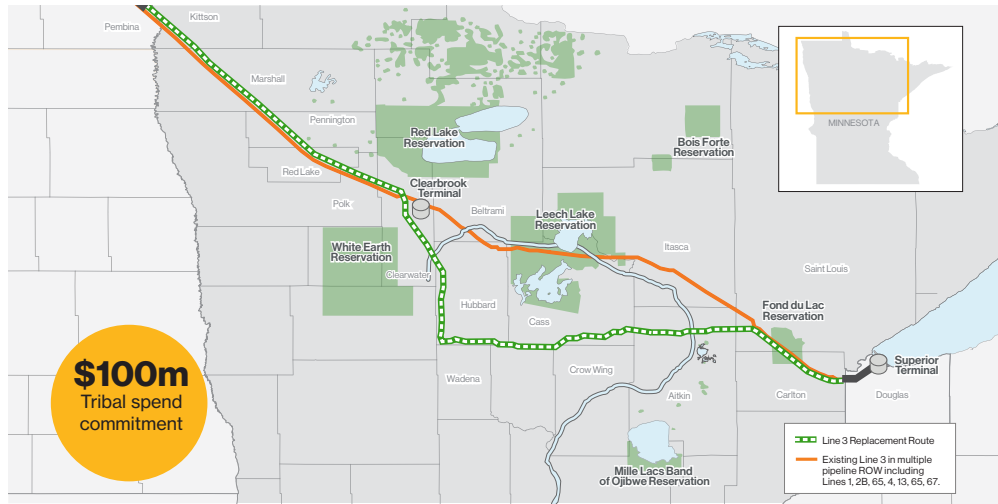 Pembina
Kittson
Marshall
Pennington
Red Lake
Polk
Red Lake
Reservation
Clearbrook
Terminal
Beltrami
Bois Forte
Reservation
MINNESOTA
Leech Lake
Reservation
Itasca
White Earth
Reservation
Clearwater
Saint Louis
Hubbard
Cass
Fond du Lac
Reservation
Superior
Terminal
Wadena
Crow Wing
Aitkin
Carlton
Douglas
$100m
Tribal spend
commitment
Mille Lacs Band
of Ojibwe Reservation
Line 3 Replacement Route
Existing Line 3 in multiple
pipeline ROW including
Lines 1, 2B, 65, 4, 13, 65, 67.